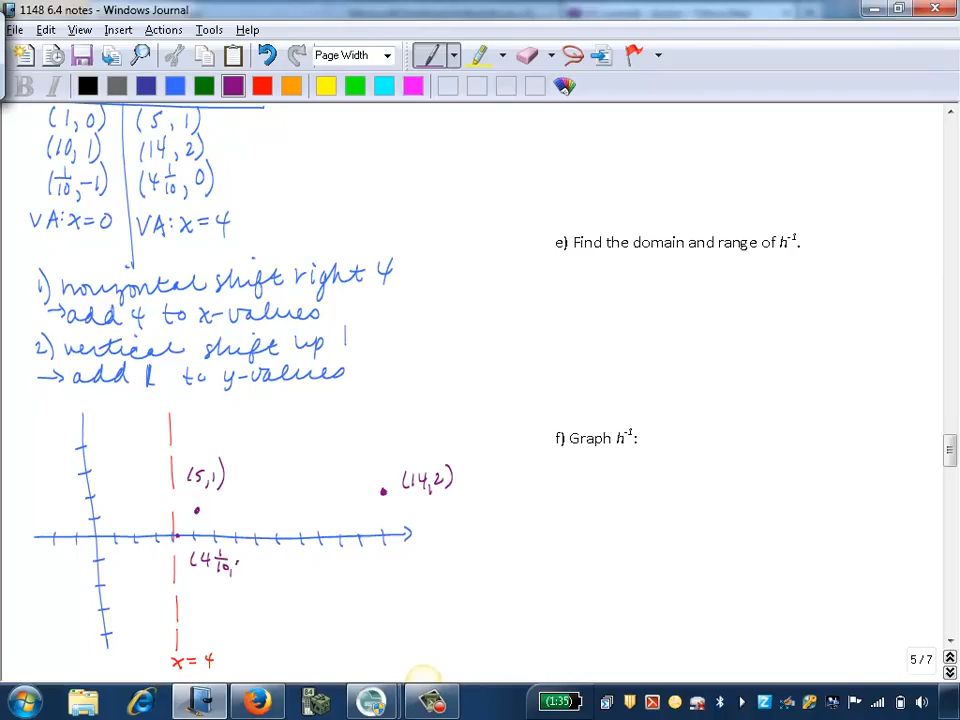 1148 6.4 notes - Windows Journal
File Edit View Insert Actions Tools Help
Page Width
B I
(1, 0) (5, 1)
(10, 1) (14, 2)
(1/10, -1) (4 1/10, 0)
VA: x=0 VA: x=4
1) horizontal shift right 4
→ add 4 to x-values
2) vertical shift up 1
→ add 1 to y-values
(5,1)
(14,2)
(4 1/10,
x=4
e) Find the domain and range of h⁻¹.
f) Graph h⁻¹:
5 / 7
(1:35)